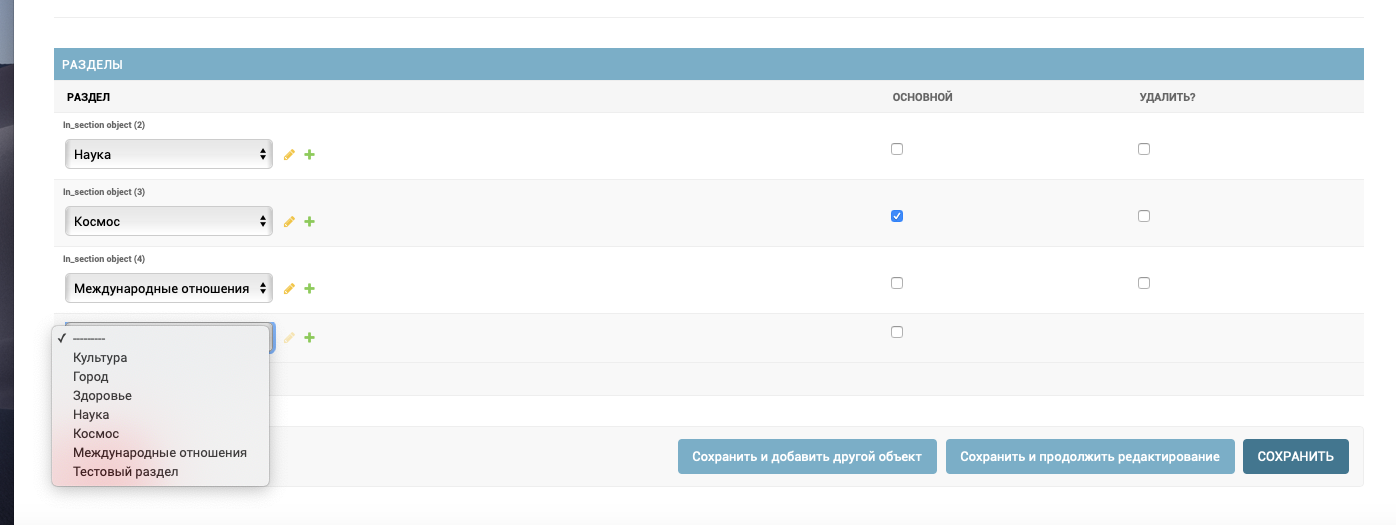 РАЗДЕЛЫ
РАЗДЕЛ ОСНОВНОЙ УДАЛИТЬ?
In_section object (2)
Наука
In_section object (3)
Космос
In_section object (4)
Международные отношения
---------
Культура
Город
Здоровье
Наука
Космос
Международные отношения
Тестовый раздел
Сохранить и добавить другой объект Сохранить и продолжить редактирование СОХРАНИТЬ